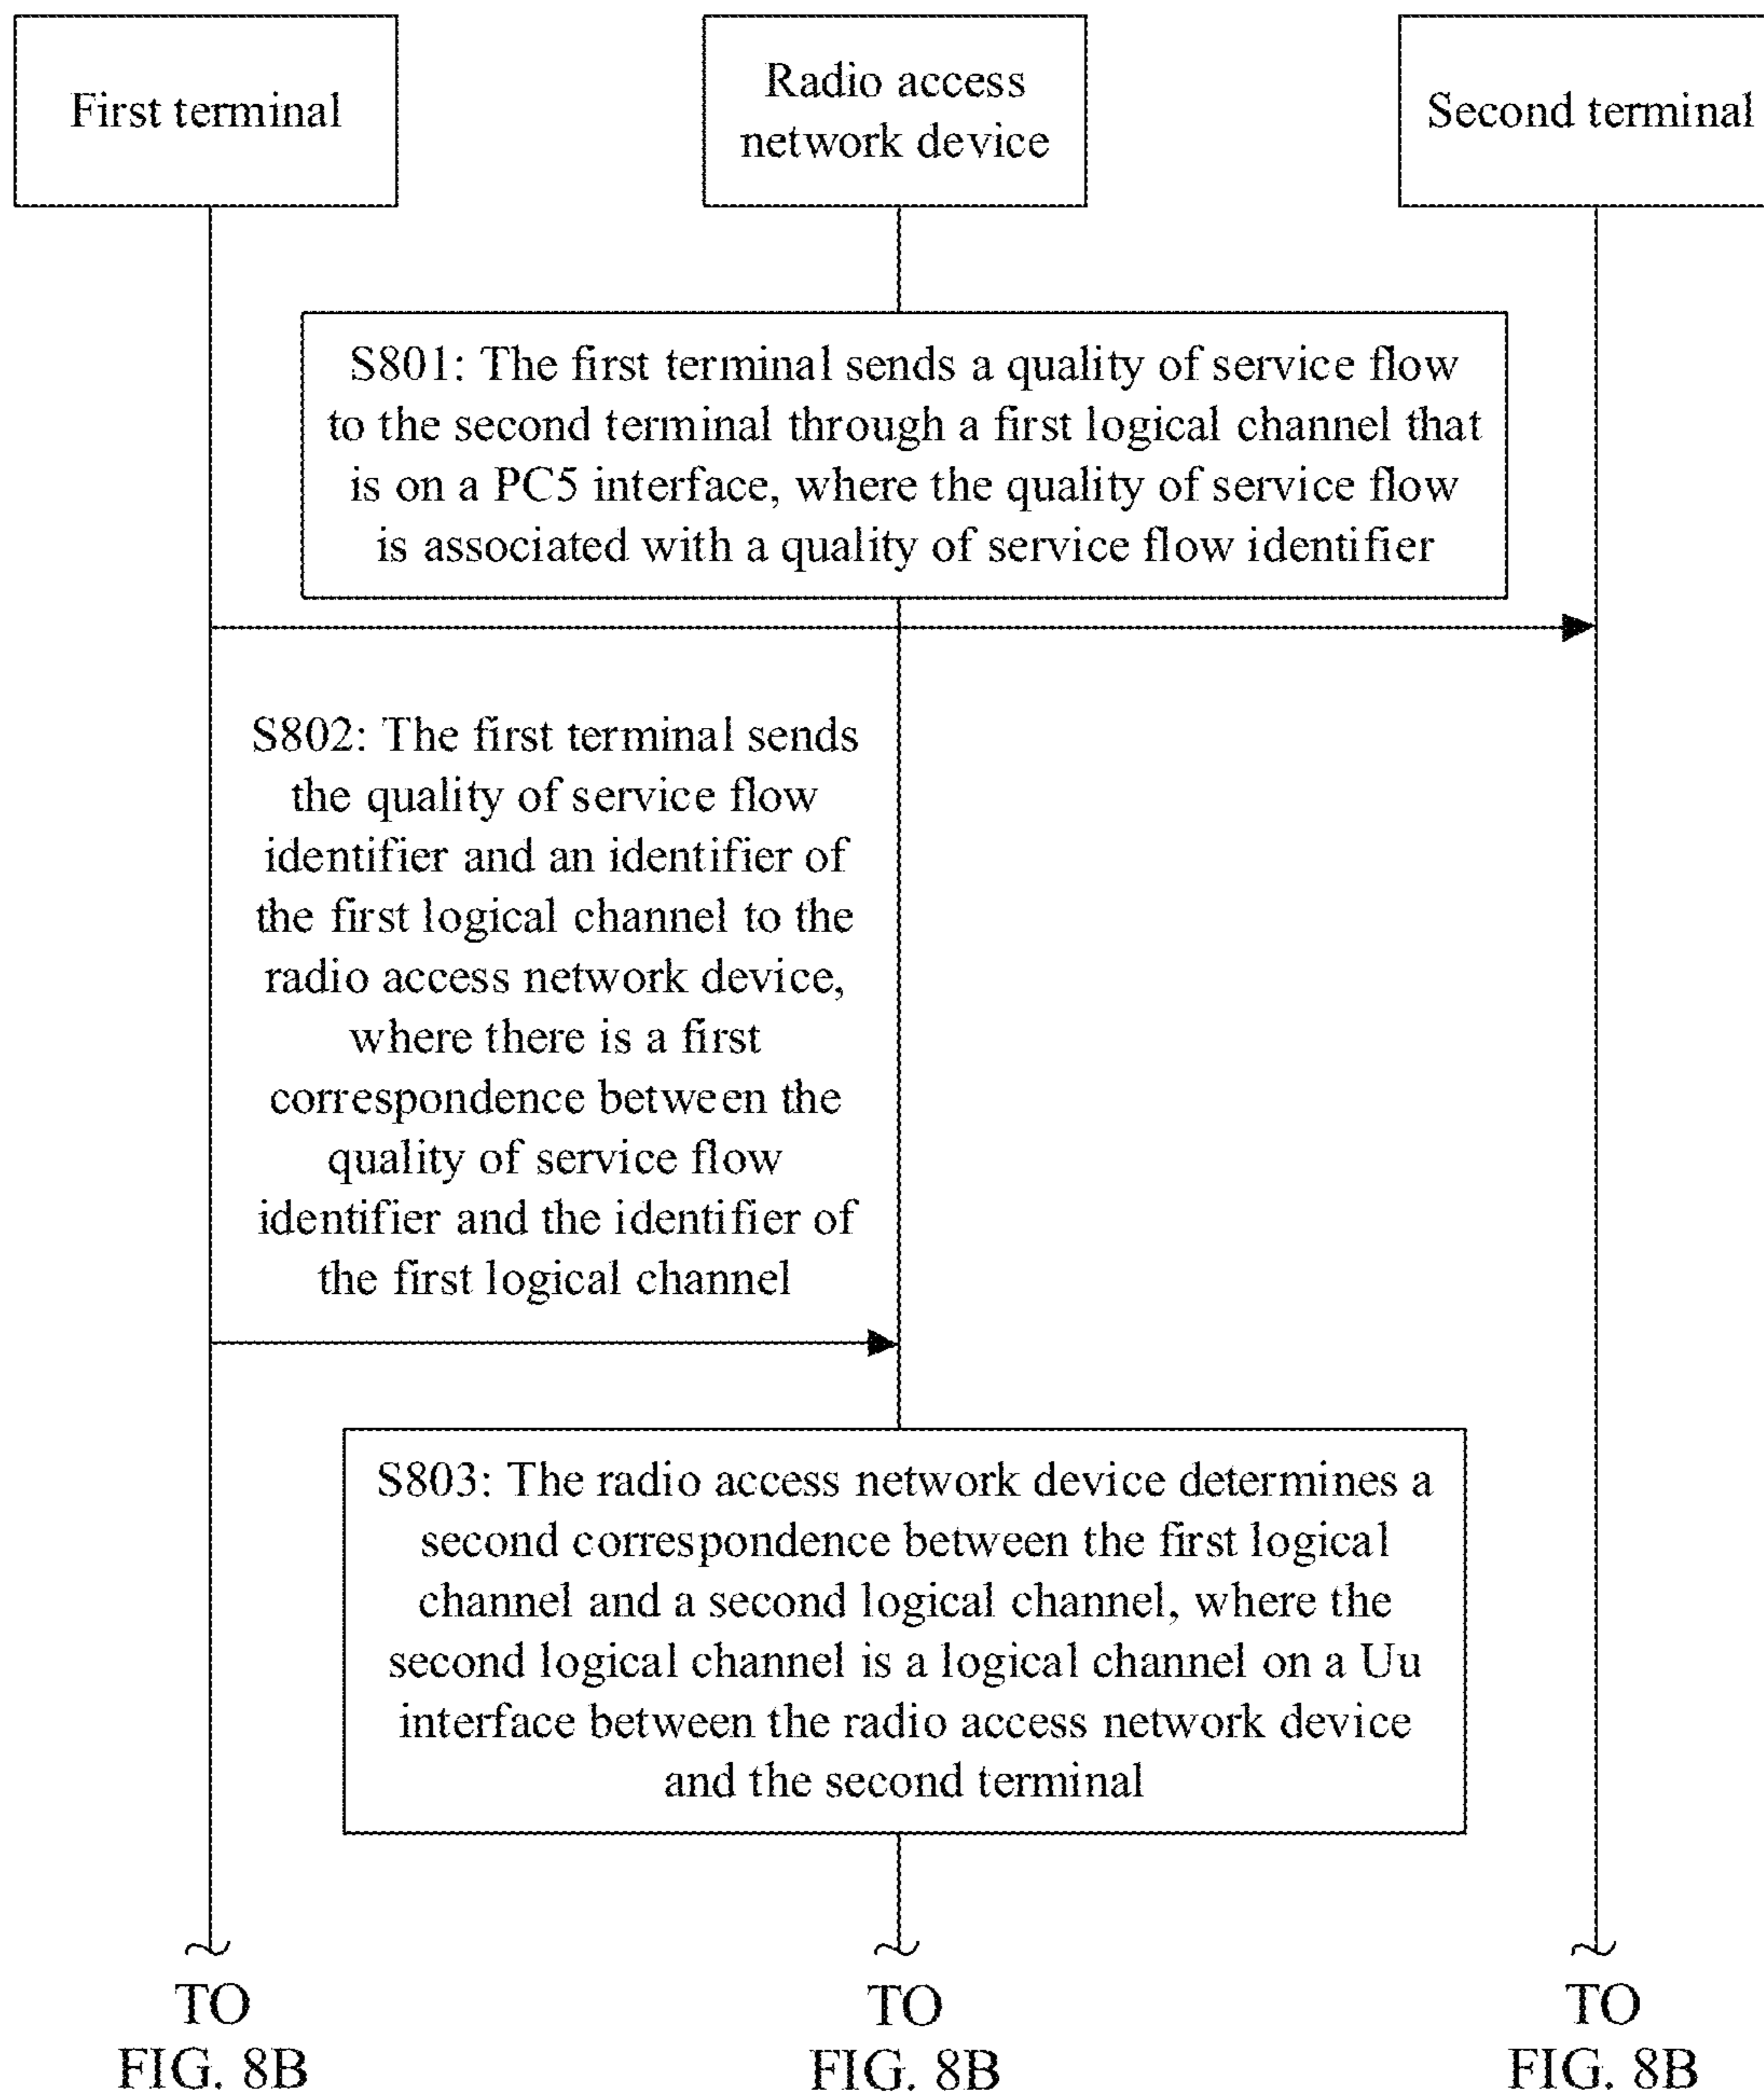 First terminal
Radio access
network device
Second terminal
S801: The first terminal sends a quality of service flow
to the second terminal through a first logical channel that
is on a PC5 interface, where the quality of service flow
is associated with a quality of service flow identifier
S802: The first terminal sends
the quality of service flow
identifier and an identifier of
the first logical channel to the
radio access network device,
where there is a first
correspondence between the
quality of service flow
identifier and the identifier of
the first logical channel
S803: The radio access network device determines a
second correspondence between the first logical
channel and a second logical channel, where the
second logical channel is a logical channel on a Uu
interface between the radio access network device
and the second terminal
TO
FIG. 8B
TO
FIG. 8B
TO
FIG. 8B